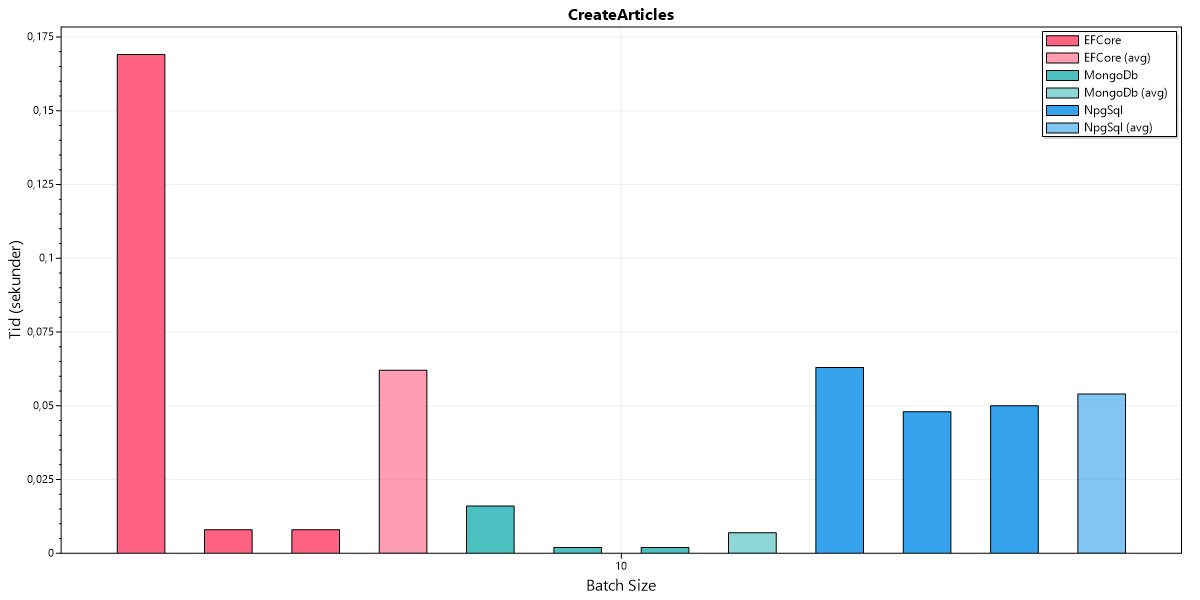 CreateArticles
EFCore
EFCore (avg)
MongoDb
MongoDb (avg)
NpgSql
NpgSql (avg)
0,175
0,15
0,125
0,1
0,075
0,05
0,025
0
Tid (sekunder)
10
Batch Size